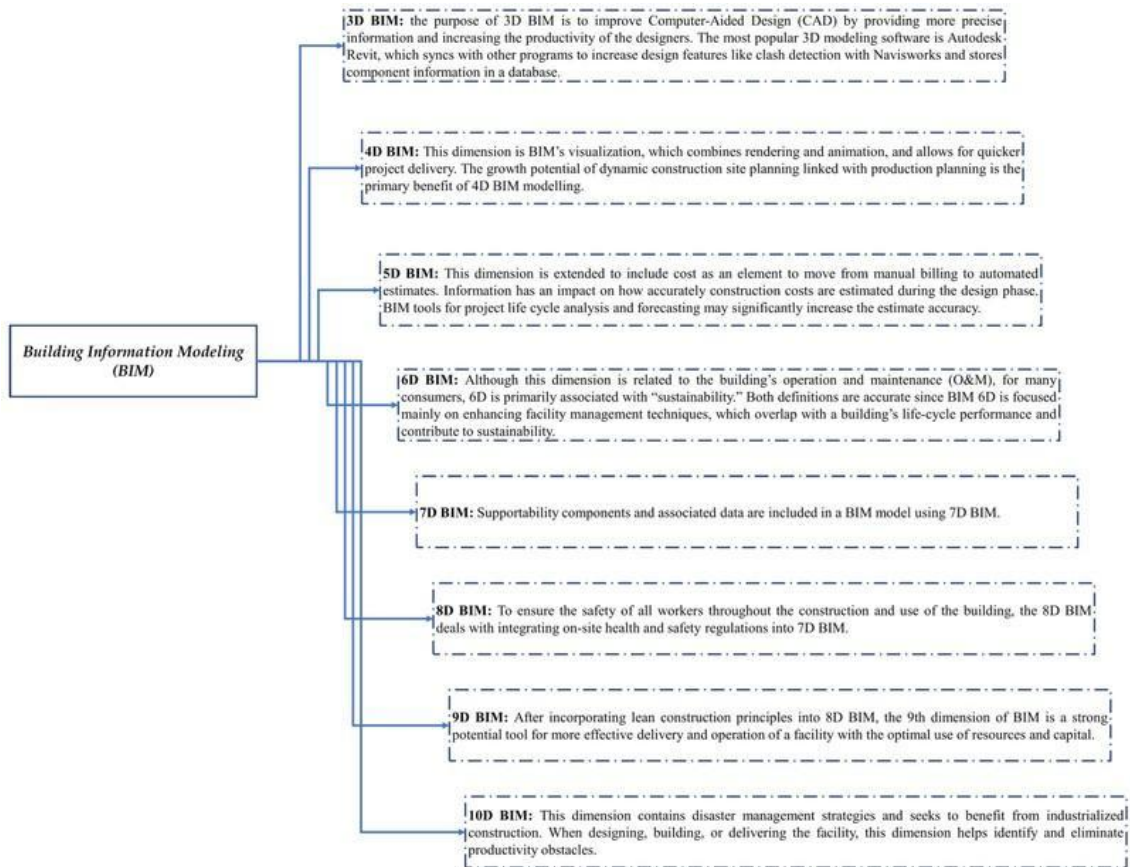 3D BIM: the purpose of 3D BIM is to improve Computer-Aided Design (CAD) by providing more precise
information and increasing the productivity of the designers. The most popular 3D modeling software is Autodesk
Revit, which syncs with other programs to increase design features like clash detection with Navisworks and stores
component information in a database.
4D BIM: This dimension is BIM's visualization, which combines rendering and animation, and allows for quicker
project delivery. The growth potential of dynamic construction site planning linked with production planning is the
primary benefit of 4D BIM modelling.
5D BIM: This dimension is extended to include cost as an element to move from manual billing to automated
estimates. Information has an impact on how accurately construction costs are estimated during the design phase.
BIM tools for project life cycle analysis and forecasting may significantly increase the estimate accuracy.
Building Information Modeling
(BIM)
6D BIM: Although this dimension is related to the building's operation and maintenance (O&M), for many
consumers, 6D is primarily associated with “sustainability.” Both definitions are accurate since BIM 6D is focused
mainly on enhancing facility management techniques, which overlap with a building's life-cycle performance and
contribute to sustainability.
7D BIM: Supportability components and associated data are included in a BIM model using 7D BIM.
8D BIM: To ensure the safety of all workers throughout the construction and use of the building, the 8D BIM
deals with integrating on-site health and safety regulations into 7D BIM.
9D BIM: After incorporating lean construction principles into 8D BIM, the 9th dimension of BIM is a strong
potential tool for more effective delivery and operation of a facility with the optimal use of resources and capital.
10D BIM: This dimension contains disaster management strategies and seeks to benefit from industrialized
construction. When designing, building, or delivering the facility, this dimension helps identify and eliminate
productivity obstacles.